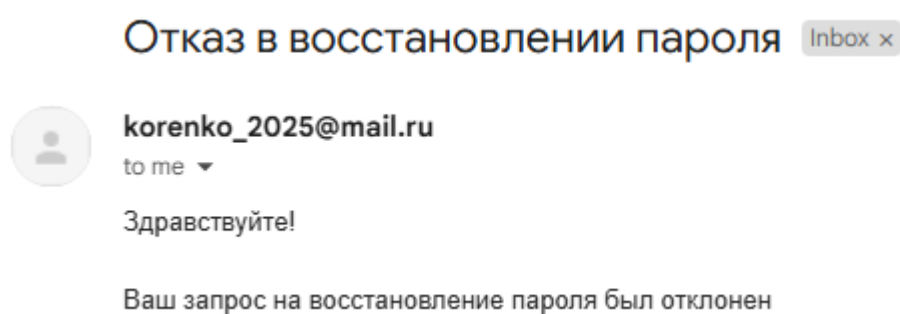 Отказ в восстановлении пароля Inbox ×
korenko_2025@mail.ru
to me
Здравствуйте!
Ваш запрос на восстановление пароля был отклонен